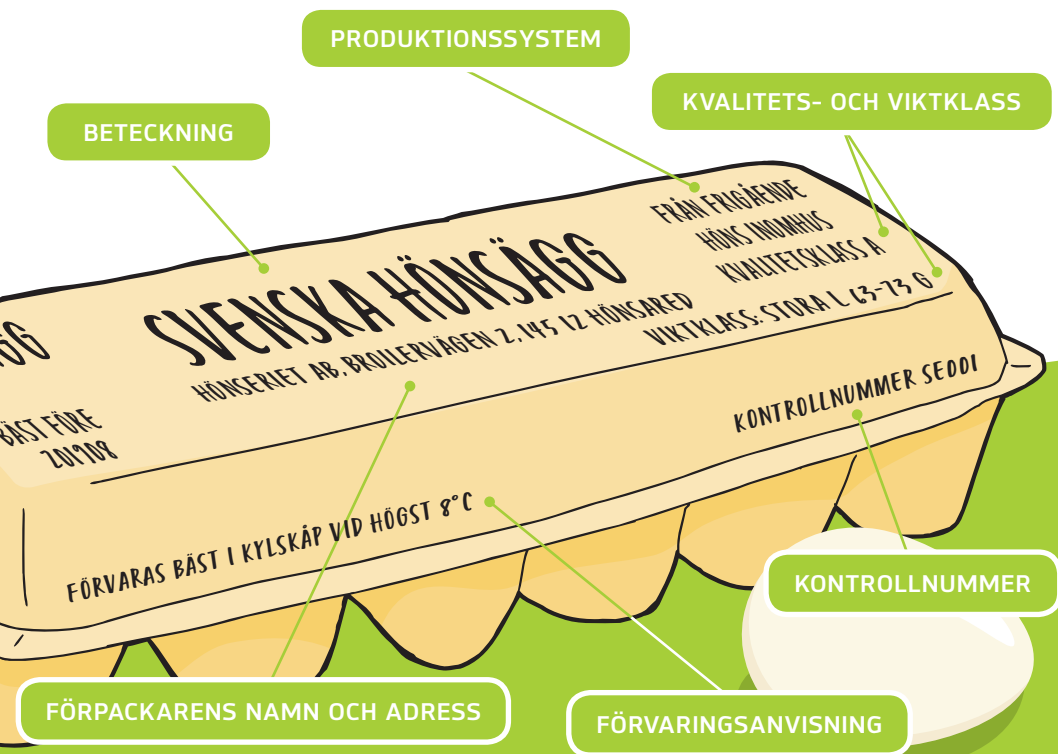 PRODUKTIONSSYSTEM
KVALITETS- OCH VIKTKLASS
BETECKNING
FRÅN FRIGÅENDE
HÖNS INOMHUS
KVALITETSKLASS A
VIKTKLASS: STORA L 63-73 G
SVENSKA HÖNSÄGG
HÖNSERIET AB, BROILERVÄGEN 2, 145 12 HÖNSARED
BÄST FÖRE
201908
KONTROLLNUMMER SE001
FÖRVARAS BÄST I KYLSKÅP VID HÖGST 8°C
KONTROLLNUMMER
FÖRPACKARENS NAMN OCH ADRESS
FÖRVARINGSANVISNING